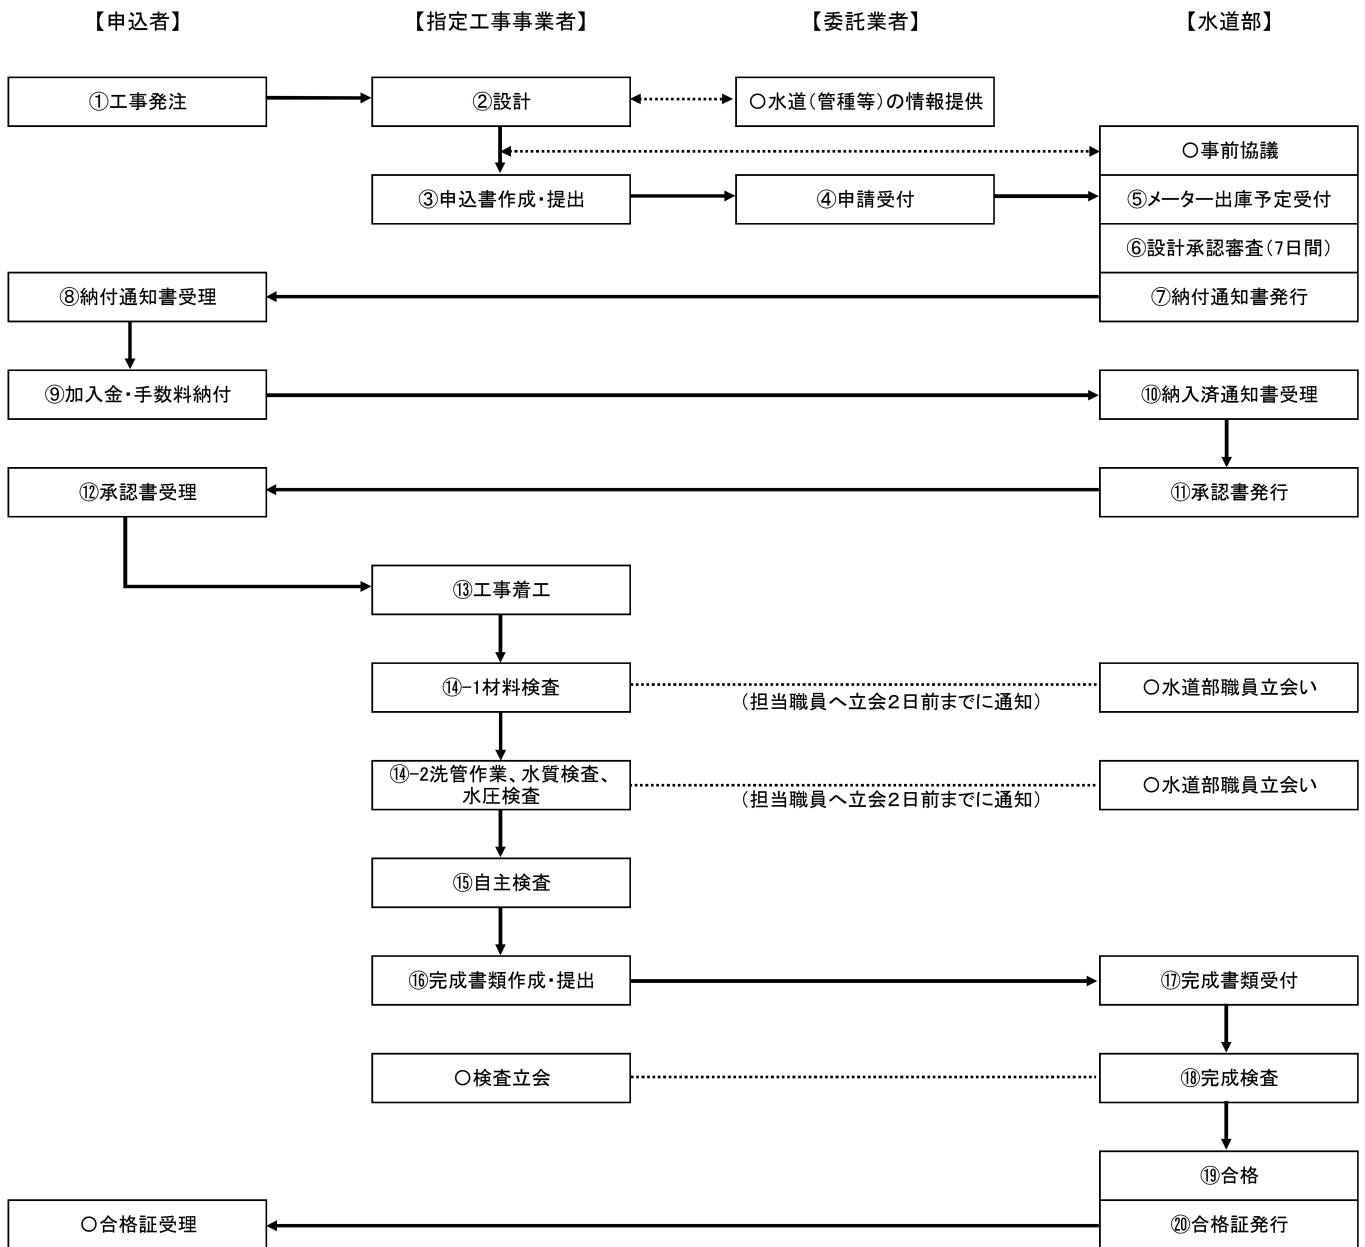 【申込者】
【指定工事事業者】
【委託業者】
【水道部】
①工事発注
②設計
○水道(管種等)の情報提供
○事前協議
③申込書作成・提出
④申請受付
⑤メーター出庫予定受付
⑥設計承認審査(7日間)
⑧納付通知書受理
⑦納付通知書発行
⑨加入金・手数料納付
⑩納入済通知書受理
⑫承認書受理
⑪承認書発行
⑬工事着工
⑭-1材料検査
(担当職員へ立会2日前までに通知)
○水道部職員立会い
⑭-2洗管作業、水質検査、
水圧検査
(担当職員へ立会2日前までに通知)
○水道部職員立会い
⑮自主検査
⑯完成書類作成・提出
⑰完成書類受付
○検査立会
⑱完成検査
⑲合格
○合格証受理
⑳合格証発行